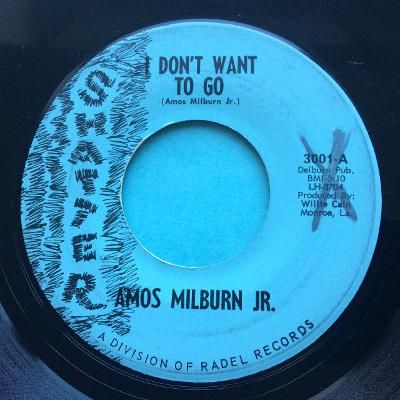 I DON'T WANT
TO GO
(Amos Milburn Jr.)
SHOTER
3001-A
Delburn Pub.
BMI-3:10
LH-3704
Produced By:
Willie Cain
Monroe, La.
AMOS MILBURN JR.
A DIVISION OF RADEL RECORDS